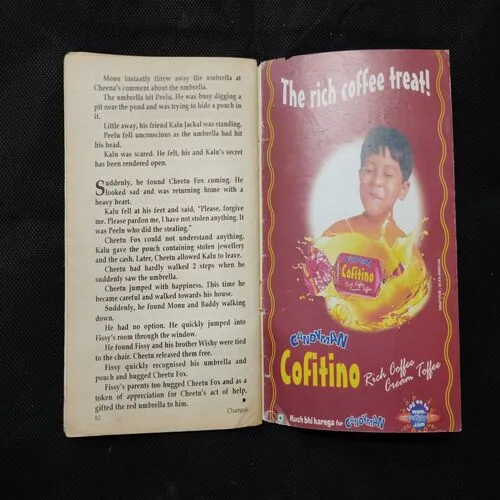 Monu instantly threw away the umbrella at
Cheena's comment about the umbrella.
The umbrella hit Peelu. He was busy digging a
pit near the pond and was trying to hide a pouch in
it.
Little away, his friend Kalu Jackal was standing.
Peelu fell unconscions as the umbrella had hit
his head.
Kalu was scared. He felt, his and Kalu's secret
has been rendered open.
Suddenly, he found Cheetu Fox coming. He
looked sad and was returning home with a
heavy heart.
Kalu fell at his feet and said, "Please, forgive
me. Please pardon me, I have not stolen anything. It
was Peelu who did the stealing."
Cheetu Fox could not understand anything.
Kalu gave the pouch containing stolen jewellery
and the cash. Later, Cheetu allowed Kalu to leave.
Cheetu had hardly walked 2 steps when he
suddenly saw the umbrella.
Cheetu jumped with happiness. This time he
became careful and walked towards his house.
Suddenly, he found Monu and Baddy walking
down.
He had no option. He quickly jumped into
Fissy's room through the window.
He found Fissy and his brother Wishy were tied
to the chair. Cheetu released them free.
Fissy quickly recognised his umbrella and
pouch and hugged Cheetu Fox.
Fissy's parents too hugged Cheetu Fox and as a
token of appreciation for Cheetu's act of help,
gifted the red umbrella to him.
Champak
82
The rich coffee treat!
CANDYMAN
Cofitino
Rich Coffee
Cream Toffee
CANDYMAN
Cofitino
Rich Coffee
Cream Toffee
Kuch bhi karega for CANDYMAN
.com